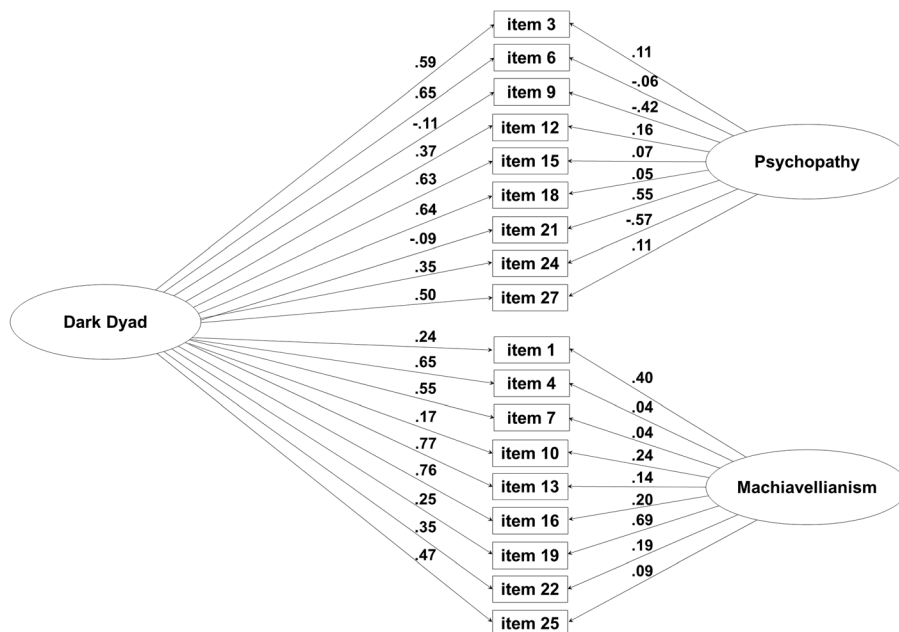 item 3
.59
.11
item 6
.65
-.06
item 9
-.11
-.42
item 12
.37
.16
item 15
.63
.07
Psychopathy
item 18
.64
.05
item 21
-.09
.55
item 24
.35
-.57
item 27
.50
.11
Dark Dyad
item 1
.24
.40
item 4
.65
.04
item 7
.55
.04
item 10
.17
.24
item 13
.77
.14
Machiavellianism
item 16
.76
.20
item 19
.25
.69
item 22
.35
.19
item 25
.47
.09